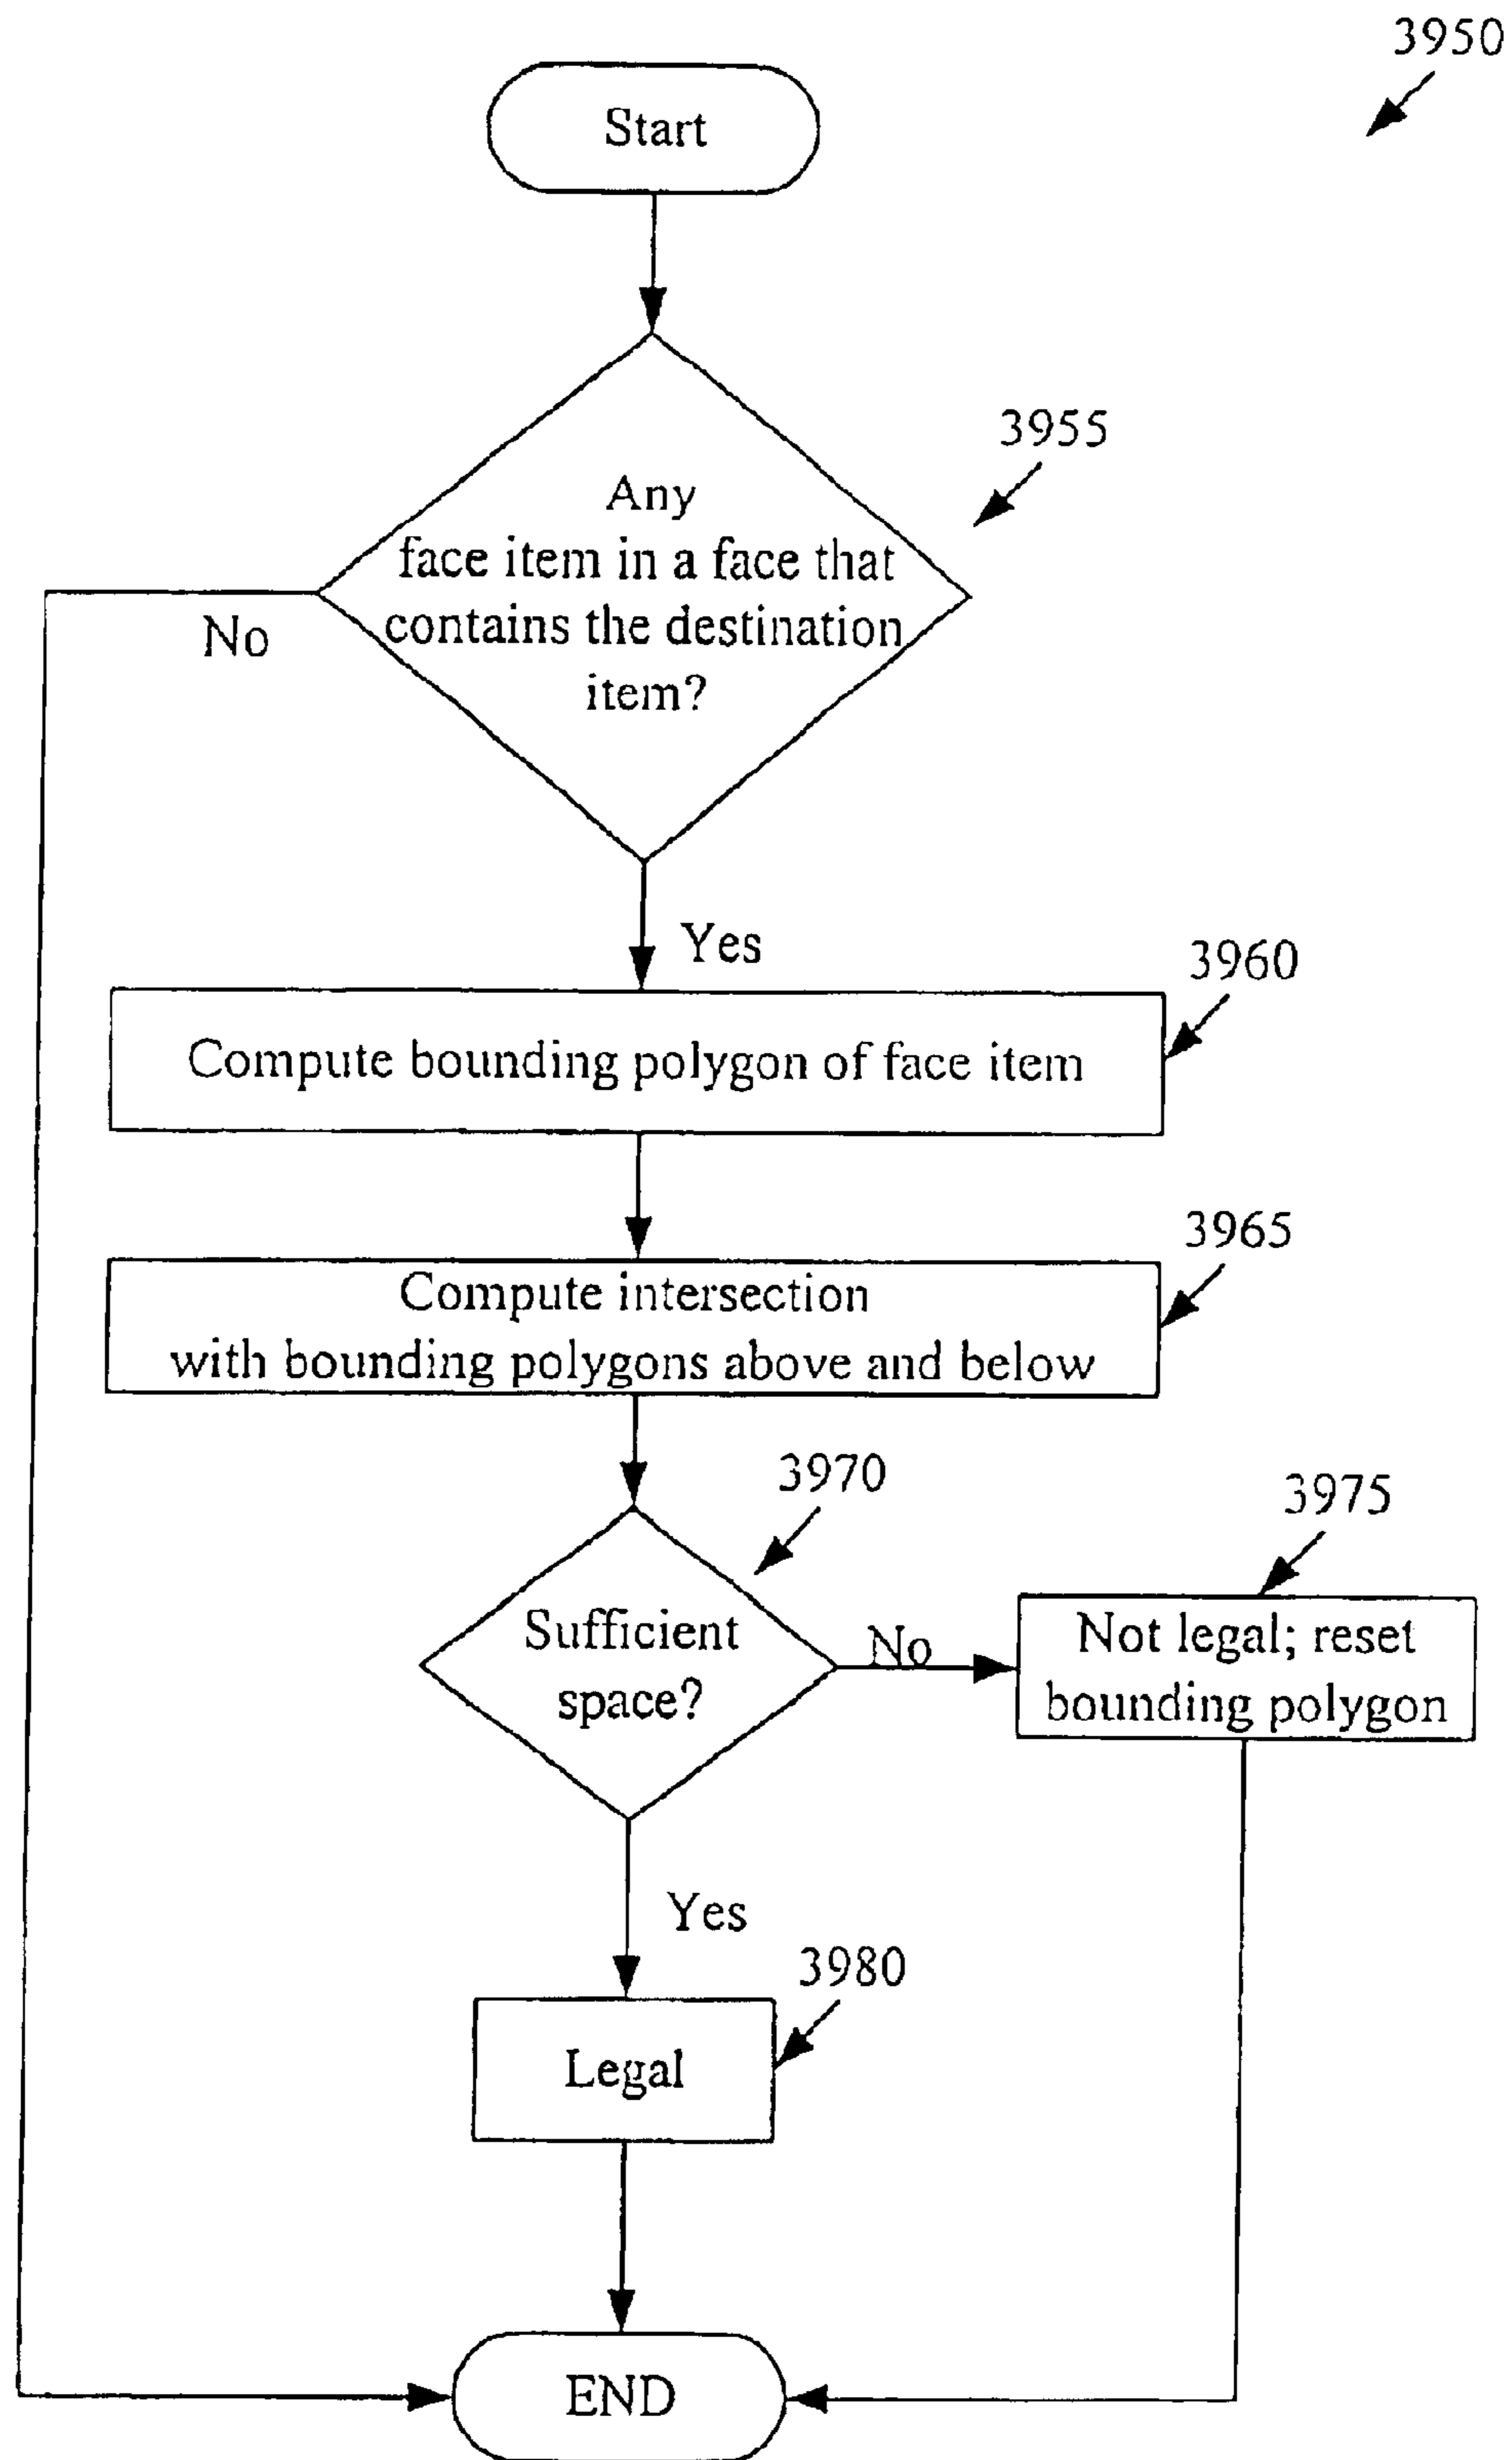 3950
Start
3955
Any
face item in a face that
contains the destination
item?
No
Yes
3960
Compute bounding polygon of face item
3965
Compute intersection
with bounding polygons above and below
3970
3975
Sufficient
space?
No
Not legal; reset
bounding polygon
Yes
3980
Legal
END